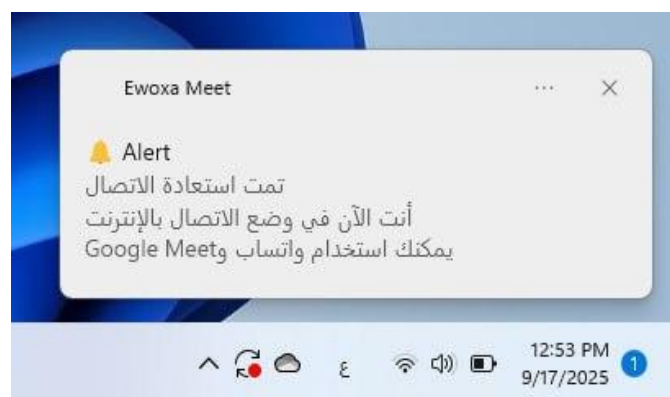 Ewoxa Meet
Alert
تمت استعادة الاتصال
أنت الآن في وضع الاتصال بالإنترنت
يمكنك استخدام واتساب وGoogle Meet
ع
12:53 PM
9/17/2025
1